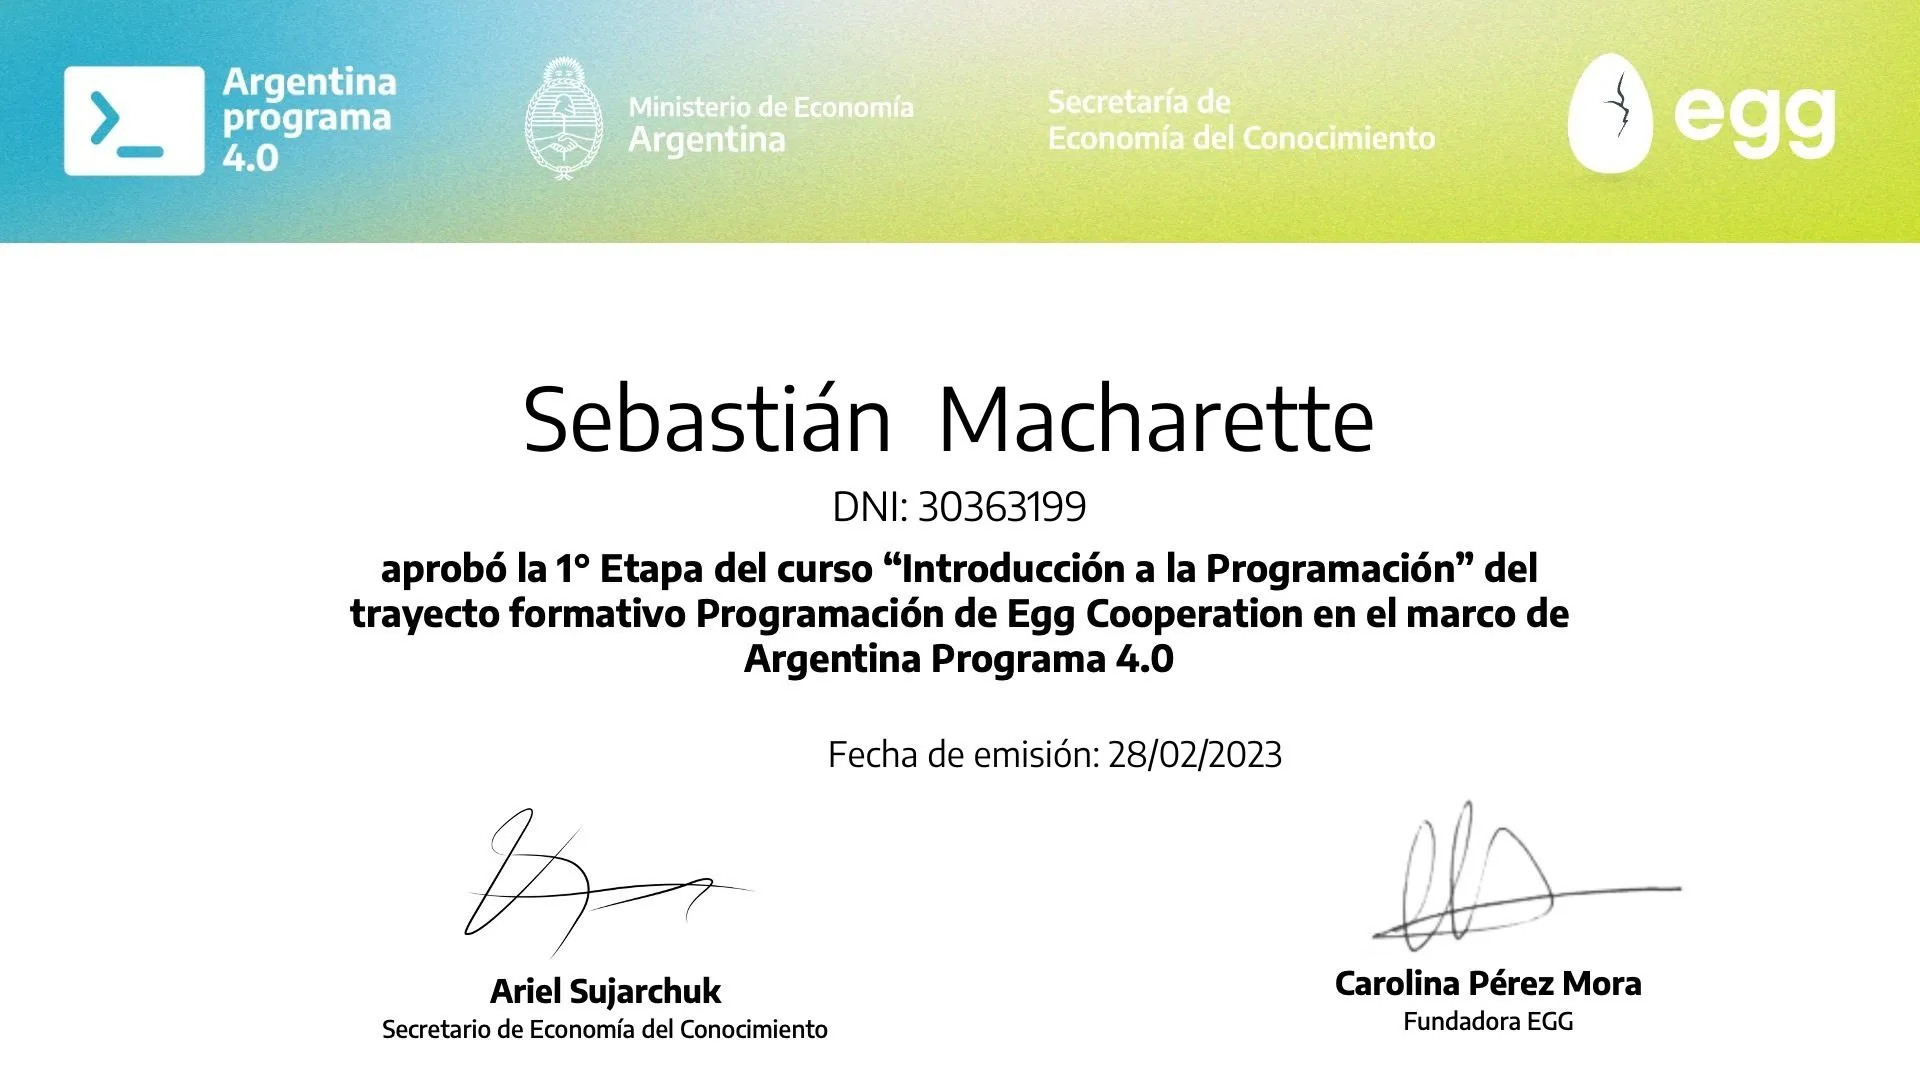 Argentina
programa
4.0
Ministerio de Economía
Argentina
Secretaría de
Economía del Conocimiento
egg
Sebastián Macharette
DNI: 30363199
aprobó la 1° Etapa del curso “Introducción a la Programación” del
trayecto formativo Programación de Egg Cooperation en el marco de
Argentina Programa 4.0
Fecha de emisión: 28/02/2023
Ariel Sujarchuk
Secretario de Economía del Conocimiento
Carolina Pérez Mora
Fundadora EGG